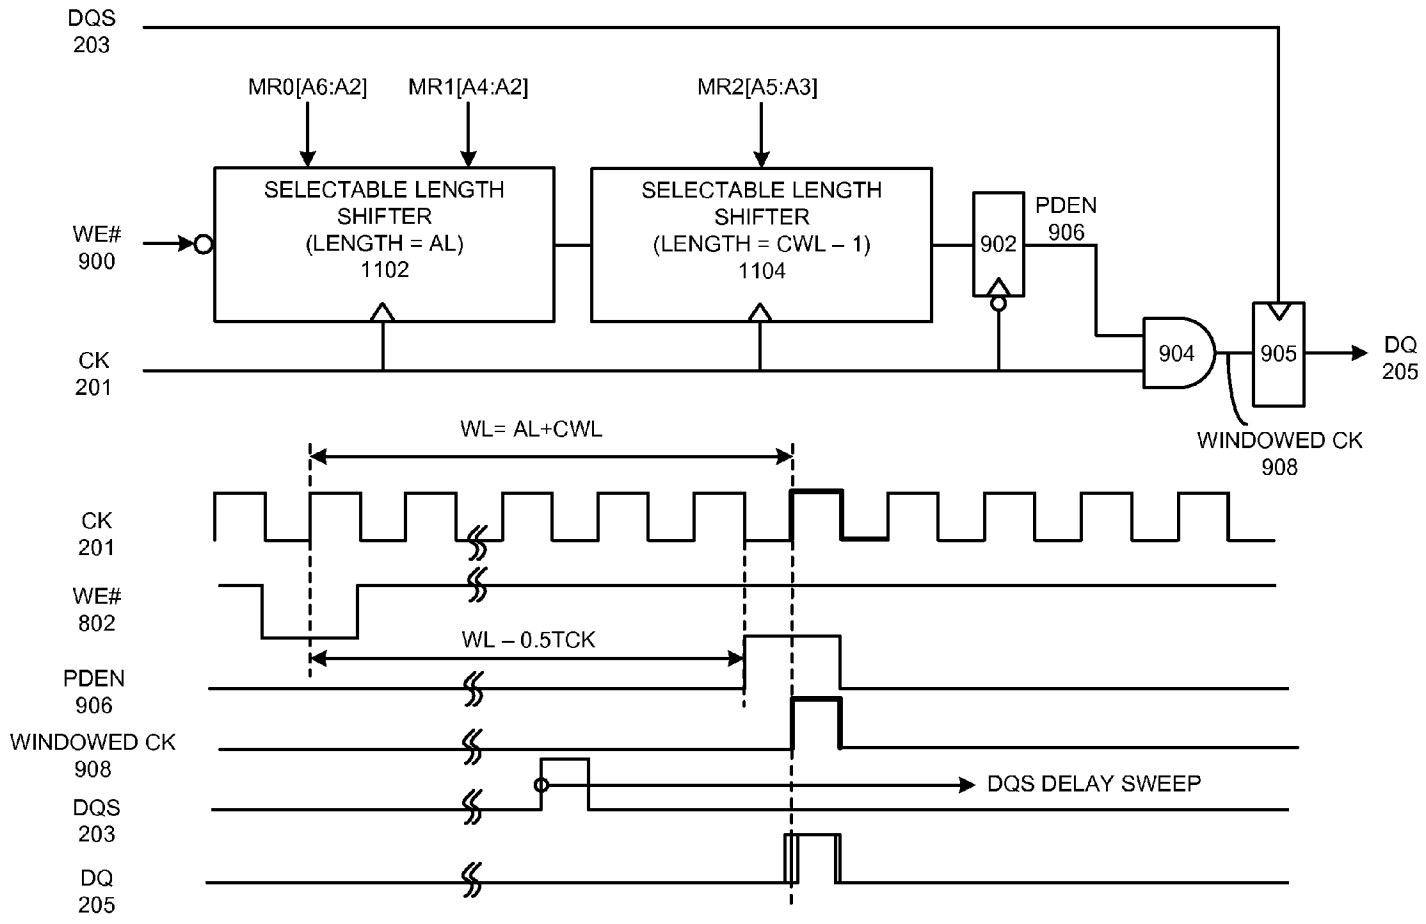 DQS
203
MR0[A6:A2] MR1[A4:A2] MR2[A5:A3]
SELECTABLE LENGTH
SHIFTER
(LENGTH = AL)
1102
SELECTABLE LENGTH
SHIFTER
(LENGTH = CWL – 1)
1104
WE#
900
902
PDEN
906
CK
201
904
905
DQ
205
WINDOWED CK
908
WL= AL+CWL
CK
201
WE#
802
WL – 0.5TCK
PDEN
906
WINDOWED CK
908
DQS DELAY SWEEP
DQS
203
DQ
205